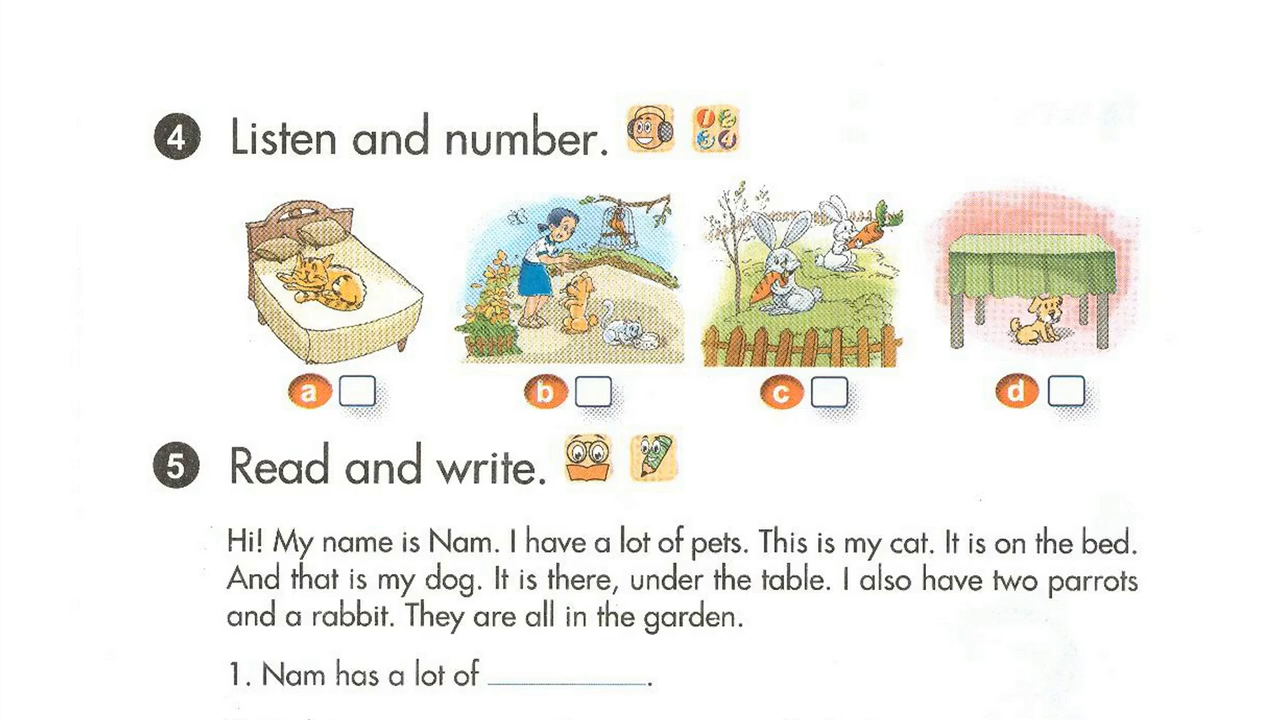 4 Listen and number.
a b c d
5 Read and write.
Hi! My name is Nam. I have a lot of pets. This is my cat. It is on the bed.
And that is my dog. It is there, under the table. I also have two parrots
and a rabbit. They are all in the garden.
1. Nam has a lot of __________.